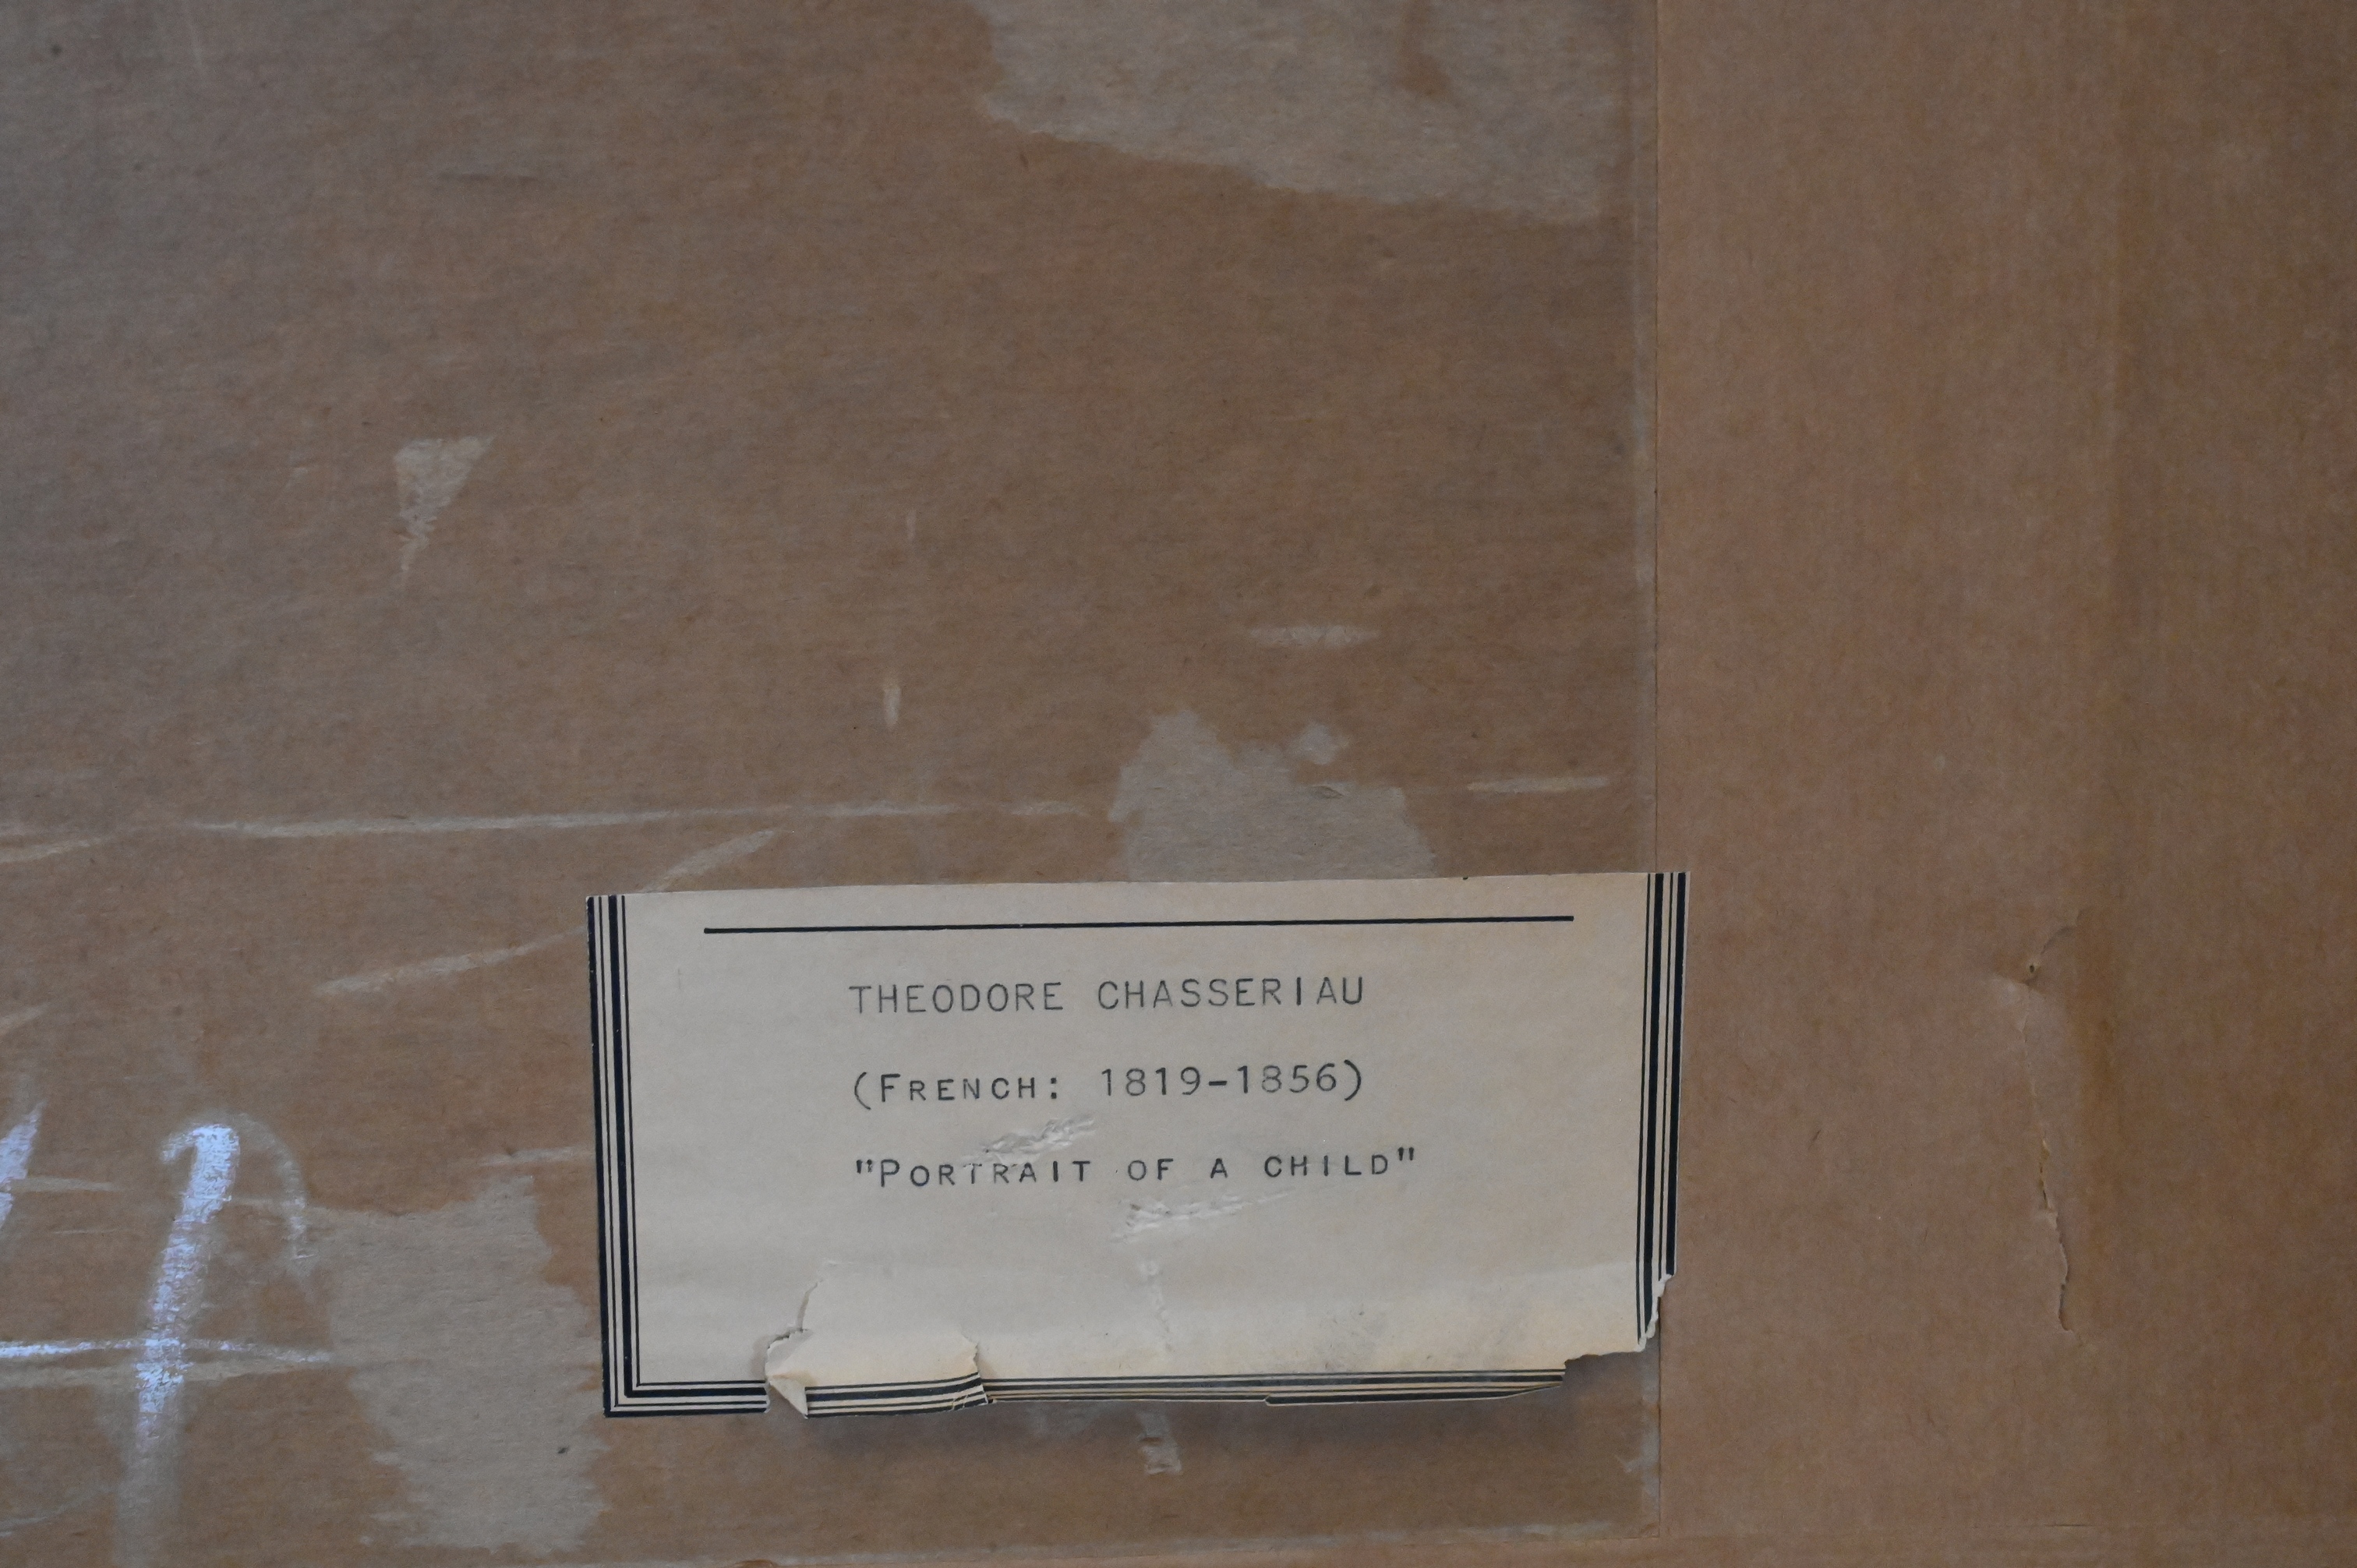 THEODORE CHASSERIAU
(FRENCH: 1819-1856)
"PORTRAIT OF A CHILD"